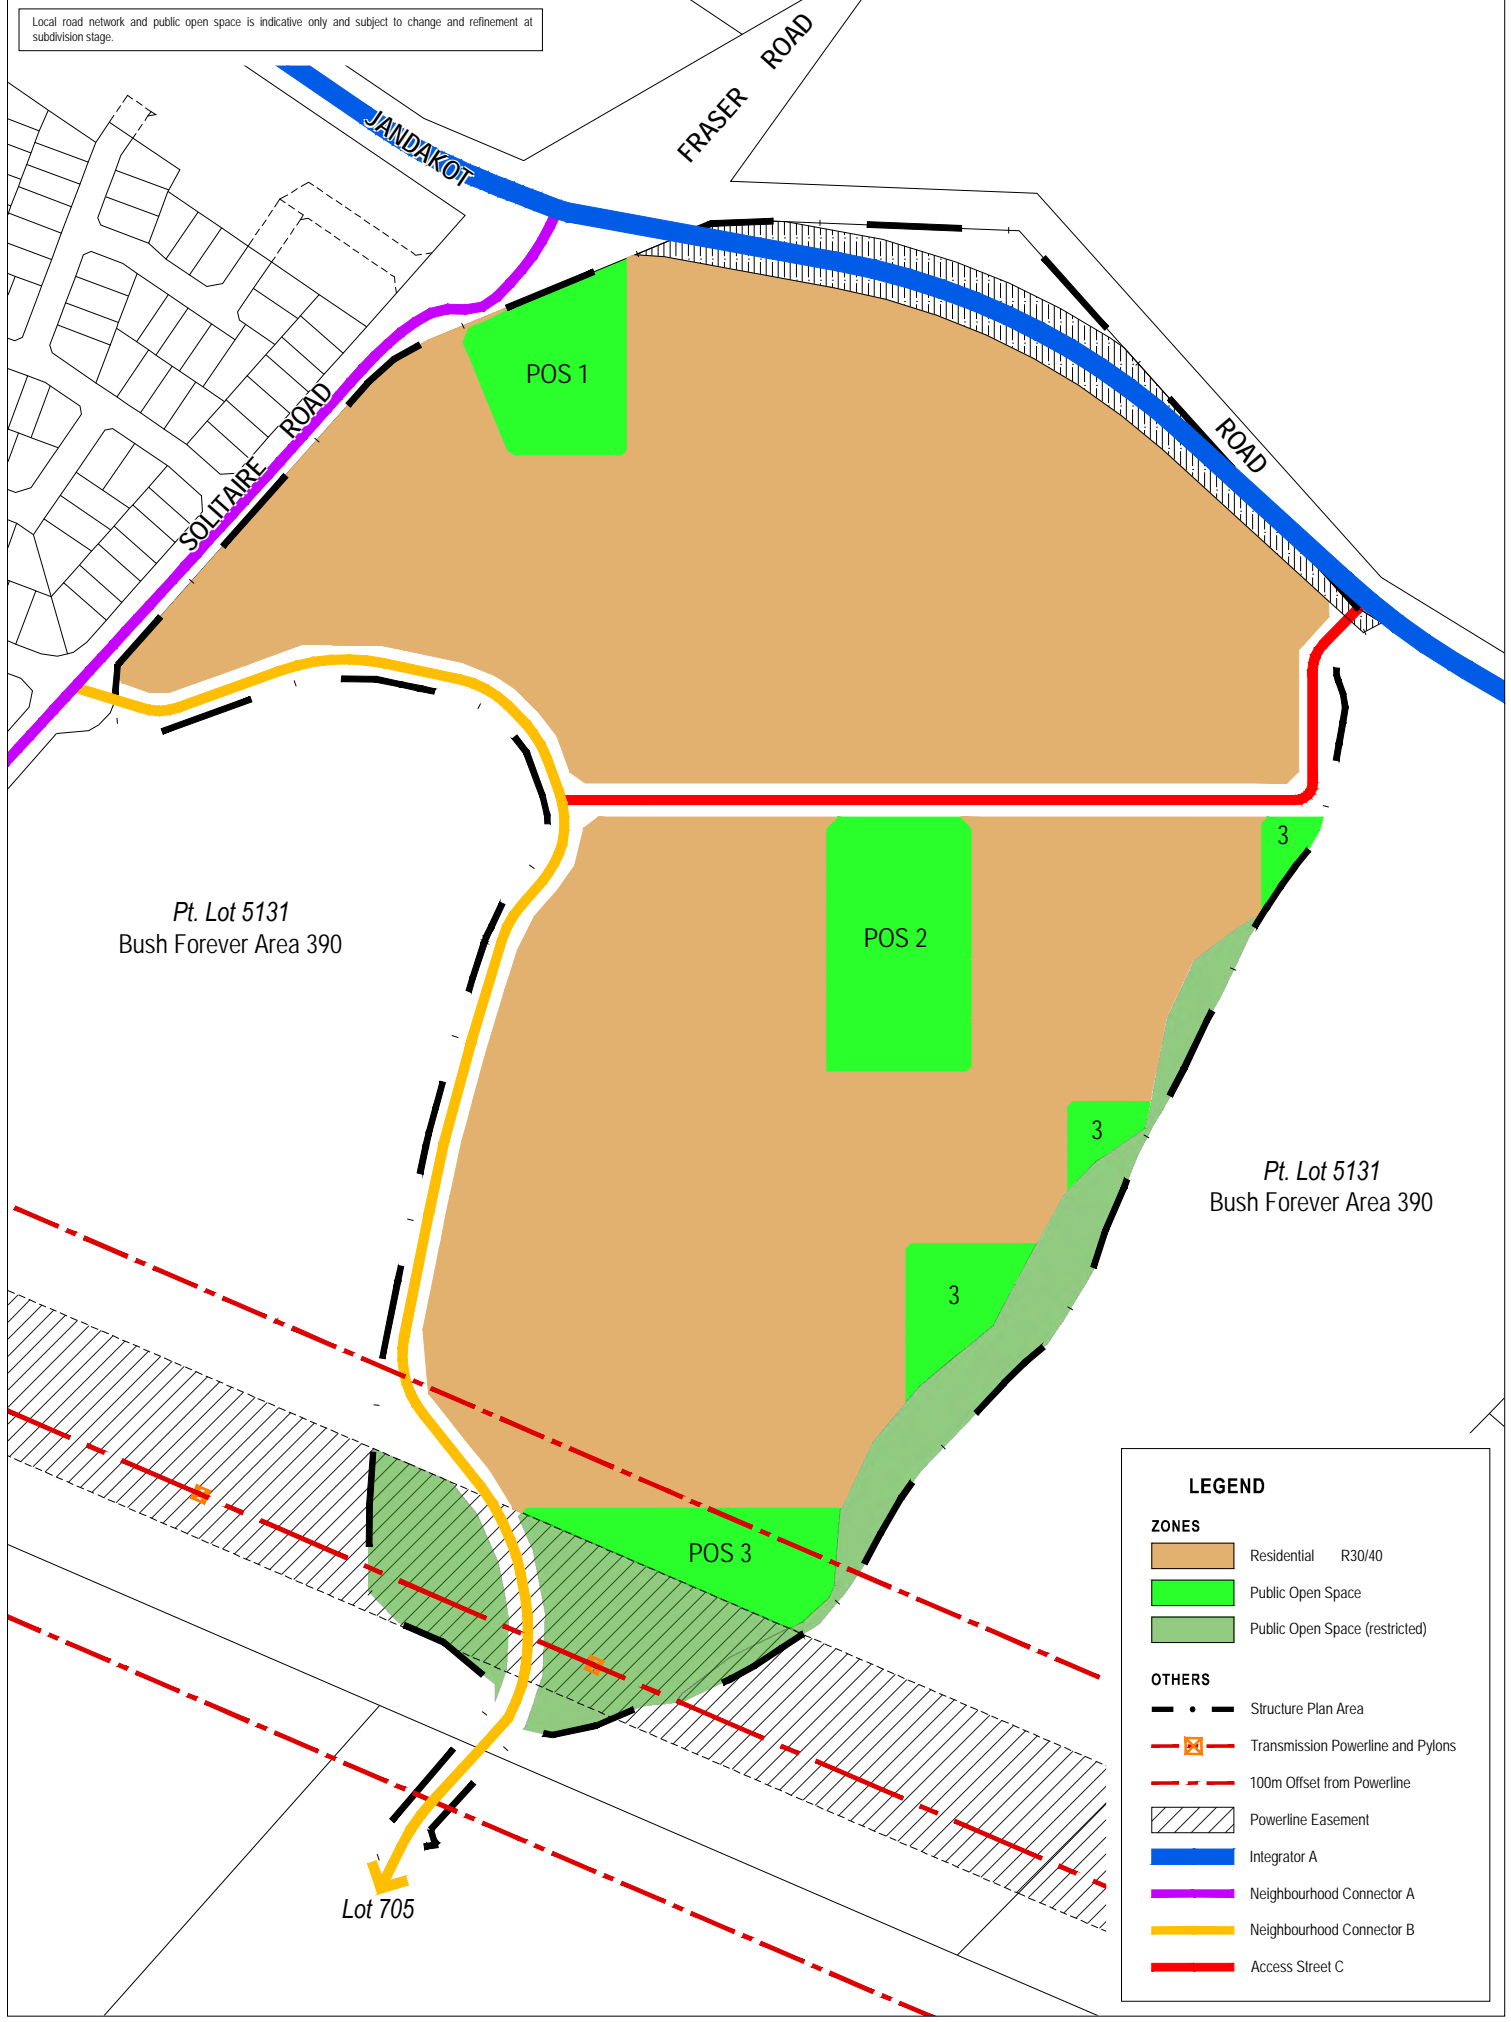 Local road network and public open space is indicative only and subject to change and refinement at
subdivision stage.
FRASER ROAD
JANDAKOT
ROAD
SOLITAIRE ROAD
POS 1
POS 2
3
3
3
POS 3
Pt. Lot 5131
Bush Forever Area 390
Pt. Lot 5131
Bush Forever Area 390
Lot 705
LEGEND
ZONES
Residential R30/40
Public Open Space
Public Open Space (restricted)
OTHERS
Structure Plan Area
Transmission Powerline and Pylons
100m Offset from Powerline
Powerline Easement
Integrator A
Neighbourhood Connector A
Neighbourhood Connector B
Access Street C